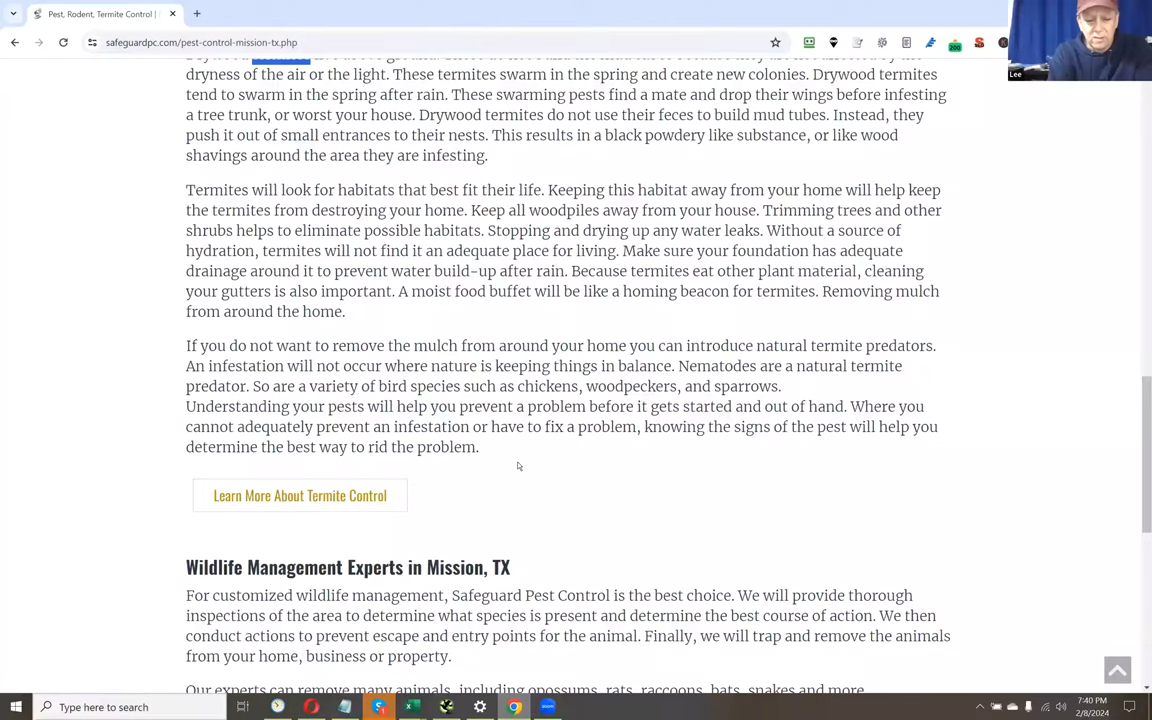 Pest, Rodent, Termite Control |
safeguardpc.com/pest-control-mission-tx.php
200
Lee
dryness of the air or the light. These termites swarm in the spring and create new colonies. Drywood termites
tend to swarm in the spring after rain. These swarming pests find a mate and drop their wings before infesting
a tree trunk, or worst your house. Drywood termites do not use their feces to build mud tubes. Instead, they
push it out of small entrances to their nests. This results in a black powdery like substance, or like wood
shavings around the area they are infesting.
Termites will look for habitats that best fit their life. Keeping this habitat away from your home will help keep
the termites from destroying your home. Keep all woodpiles away from your house. Trimming trees and other
shrubs helps to eliminate possible habitats. Stopping and drying up any water leaks. Without a source of
hydration, termites will not find it an adequate place for living. Make sure your foundation has adequate
drainage around it to prevent water build-up after rain. Because termites eat other plant material, cleaning
your gutters is also important. A moist food buffet will be like a homing beacon for termites. Removing mulch
from around the home.
If you do not want to remove the mulch from around your home you can introduce natural termite predators.
An infestation will not occur where nature is keeping things in balance. Nematodes are a natural termite
predator. So are a variety of bird species such as chickens, woodpeckers, and sparrows.
Understanding your pests will help you prevent a problem before it gets started and out of hand. Where you
cannot adequately prevent an infestation or have to fix a problem, knowing the signs of the pest will help you
determine the best way to rid the problem.
Learn More About Termite Control
Wildlife Management Experts in Mission, TX
For customized wildlife management, Safeguard Pest Control is the best choice. We will provide thorough
inspections of the area to determine what species is present and determine the best course of action. We then
conduct actions to prevent escape and entry points for the animal. Finally, we will trap and remove the animals
from your home, business or property.
Our experts can remove many animals, including opossums, rats, raccoons, bats, snakes and more.
Type here to search
7:40 PM
2/8/2024